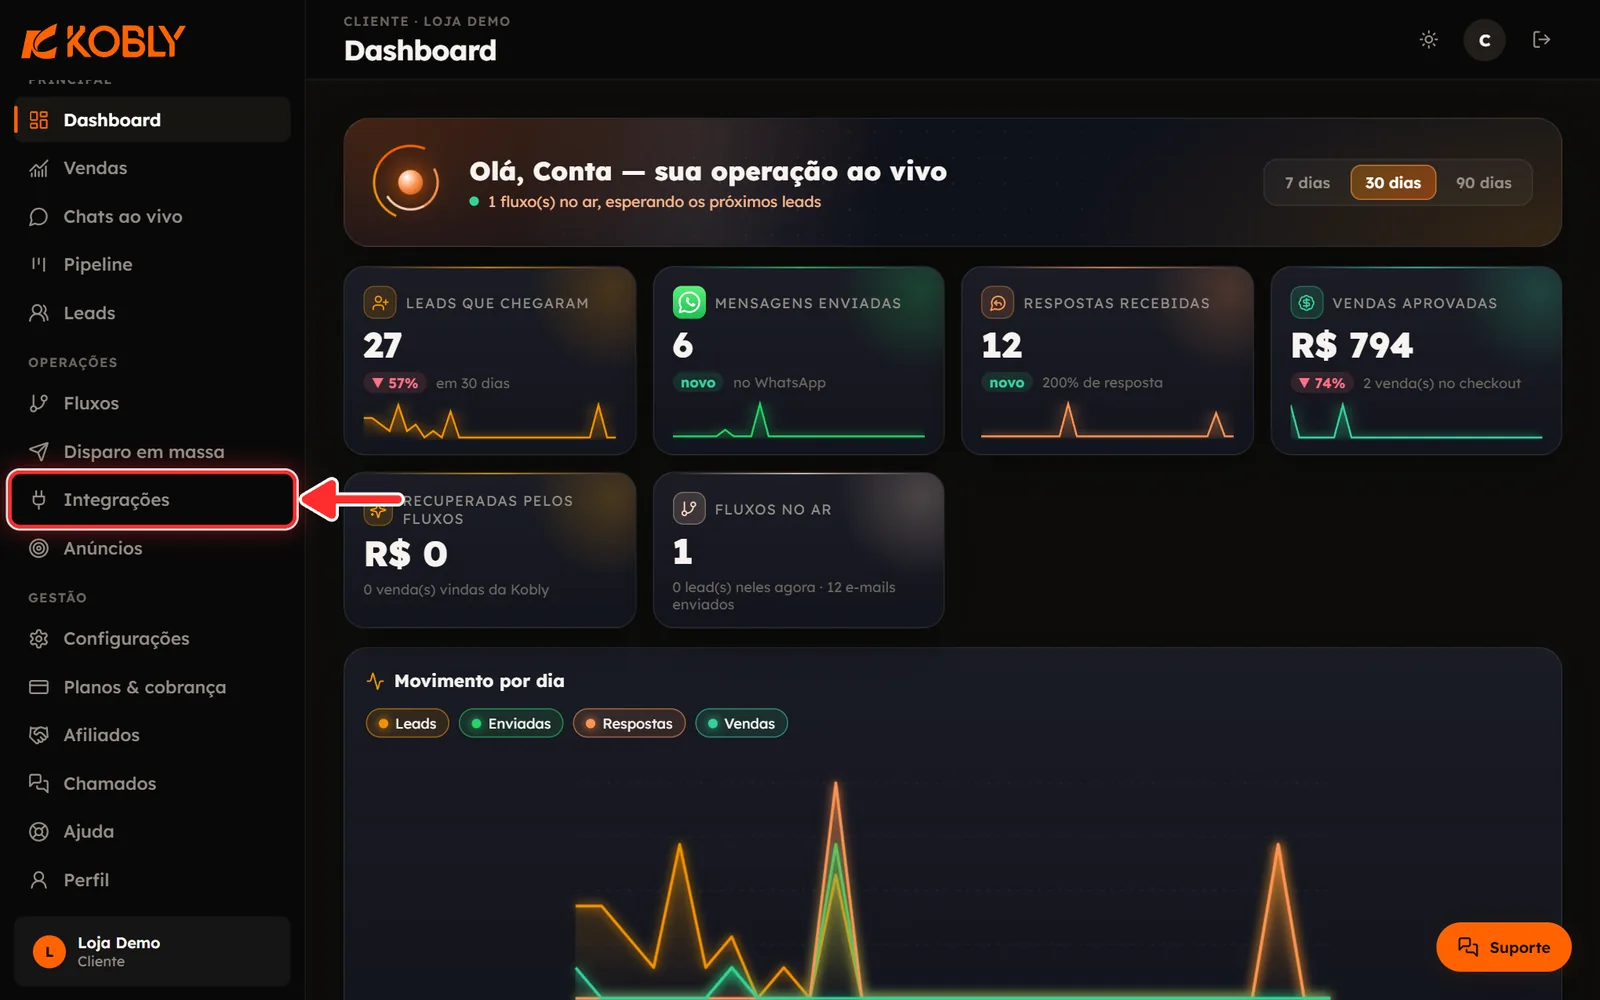 KOBLY
PRINCIPAL
Dashboard
Vendas
Chats ao vivo
Pipeline
Leads
OPERAÇÕES
Fluxos
Disparo em massa
Integrações
Anúncios
GESTÃO
Configurações
Planos & cobrança
Afiliados
Chamados
Ajuda
Perfil
L
Loja Demo
Cliente
CLIENTE · LOJA DEMO
Dashboard
C
Olá, Conta — sua operação ao vivo
1 fluxo(s) no ar, esperando os próximos leads
7 dias
30 dias
90 dias
LEADS QUE CHEGARAM
27
▼ 57% em 30 dias
MENSAGENS ENVIADAS
6
novo no WhatsApp
RESPOSTAS RECEBIDAS
12
novo 200% de resposta
VENDAS APROVADAS
R$ 794
▼ 74% 2 venda(s) no checkout
RECUPERADAS PELOS
FLUXOS
R$ 0
0 venda(s) vindas da Kobly
FLUXOS NO AR
1
0 lead(s) neles agora · 12 e-mails
enviados
Movimento por dia
Leads
Enviadas
Respostas
Vendas
Suporte